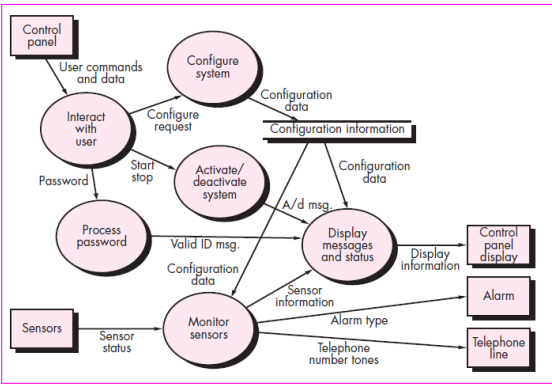 Control
panel
User commands
and data
Configure
system
Configuration
data
Interact
with
user
Configure
request
Configuration information
Start
stop
Password
Activate/
deactivate
system
Configuration
data
A/d msg.
Process
password
Valid ID msg.
Display
messages
and status
Control
panel
display
Display
information
Configuration
data
Sensor
information
Sensors
Sensor
status
Monitor
sensors
Alarm type
Alarm
Telephone
number tones
Telephone
line